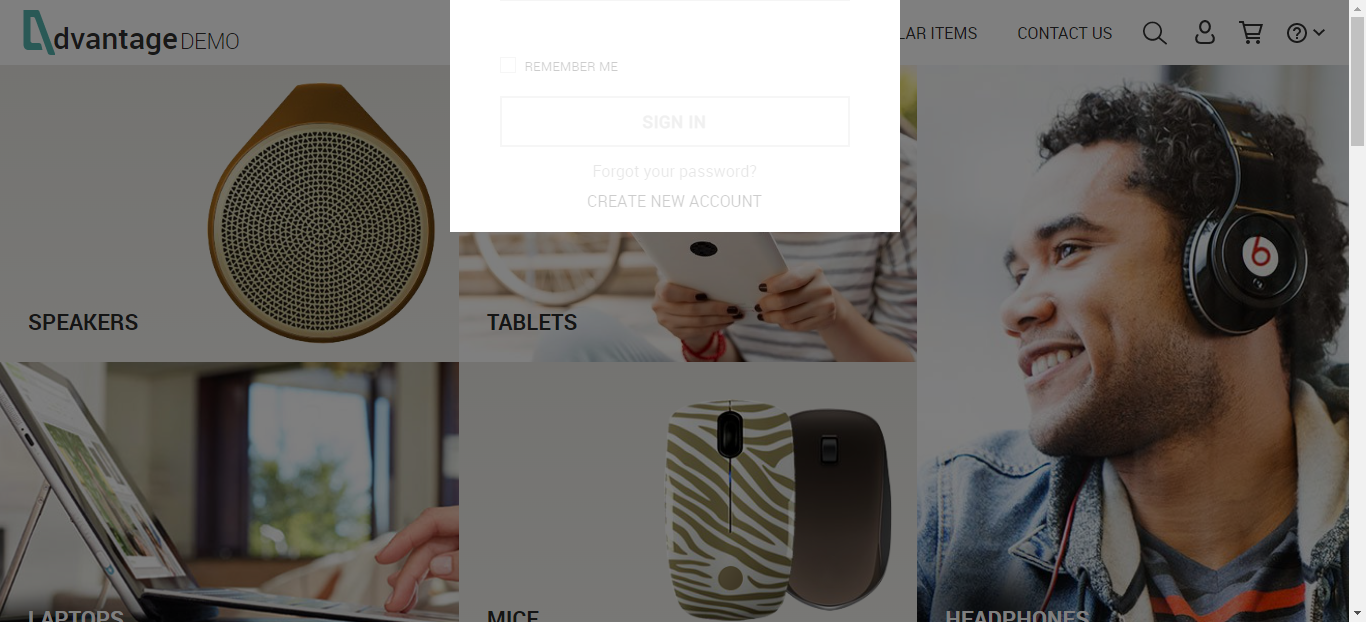 dvantage DEMO
LAR ITEMS
CONTACT US
REMEMBER ME
SIGN IN
Forgot your password?
CREATE NEW ACCOUNT
SPEAKERS
TABLETS
LAPTOPS
MICE
HEADPHONES